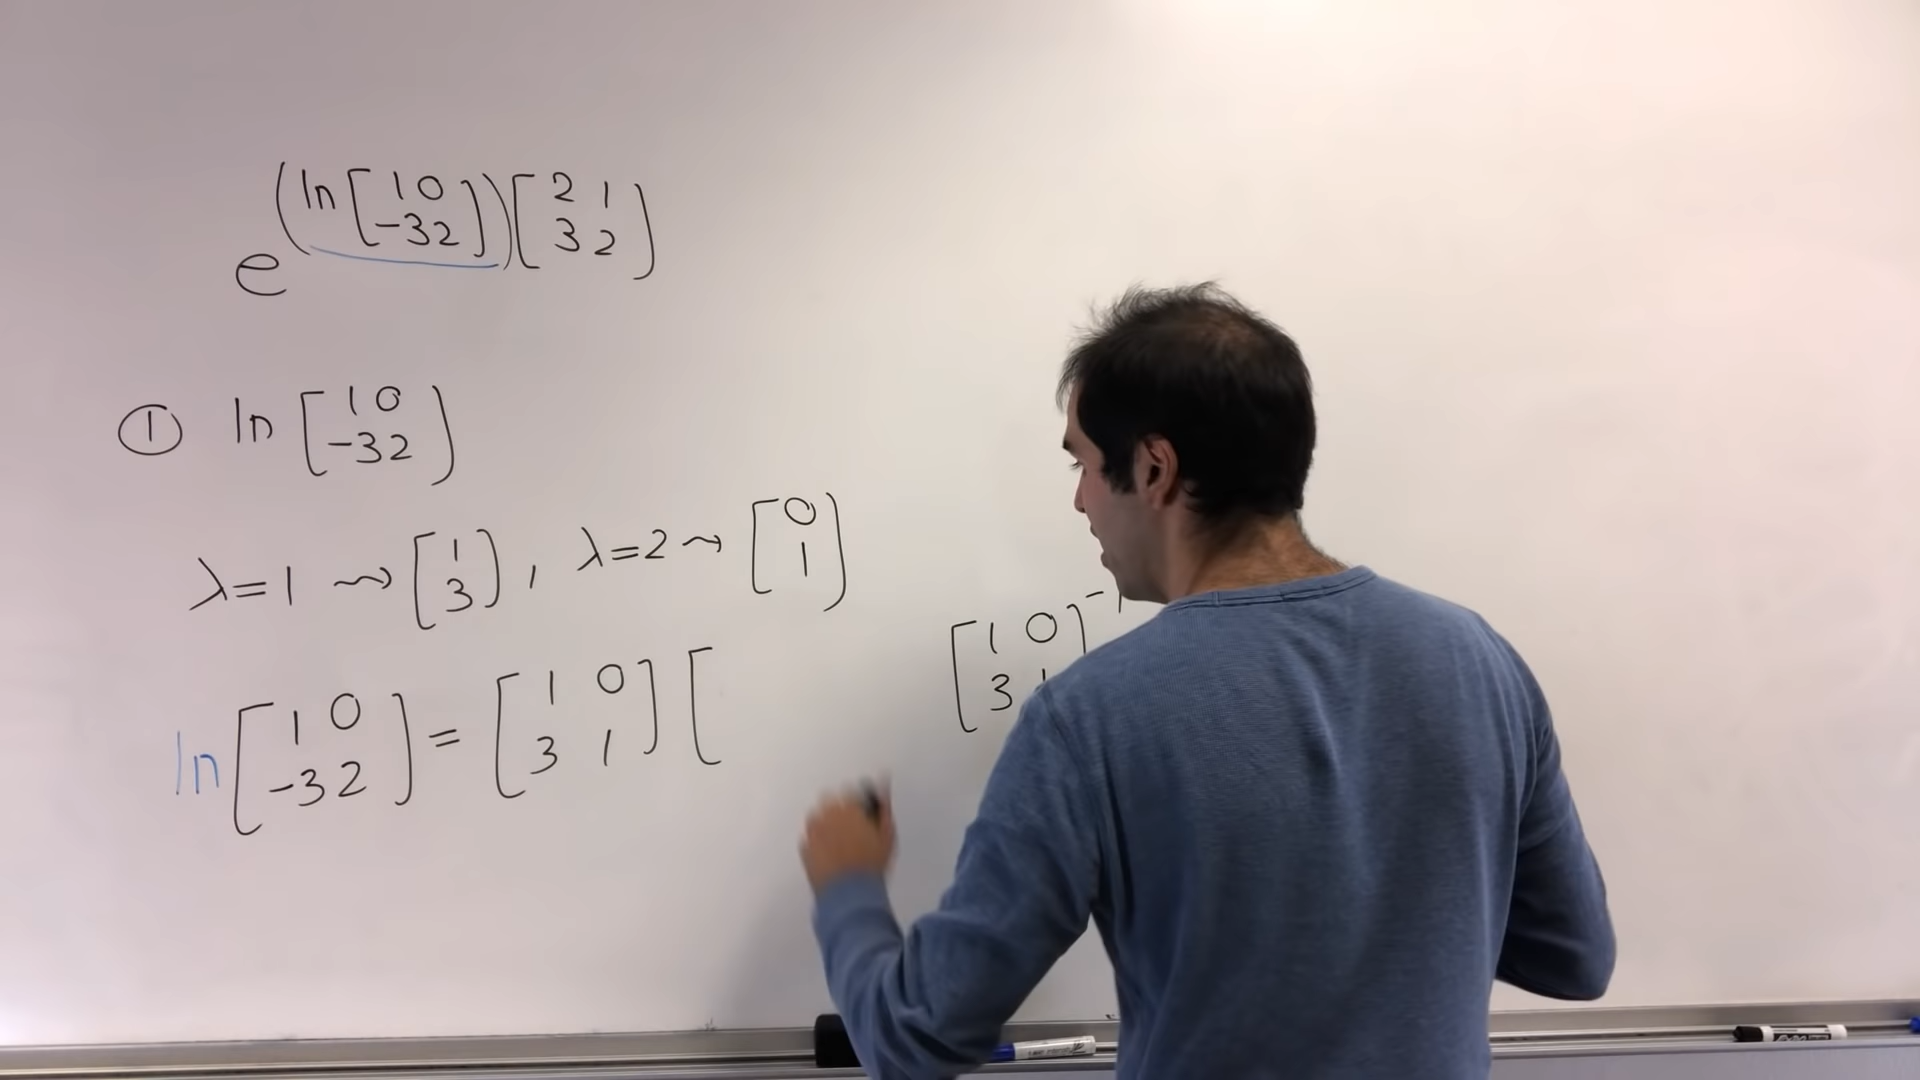 e^(ln [1 0; -3 2]) [2 1; 3 2]
① ln [1 0; -3 2]
λ=1 ⇝ [1; 3] , λ=2 ⇝ [0; 1]
ln [1 0; -3 2] = [1 0; 3 1] [ [1 0; 3 1]^-1